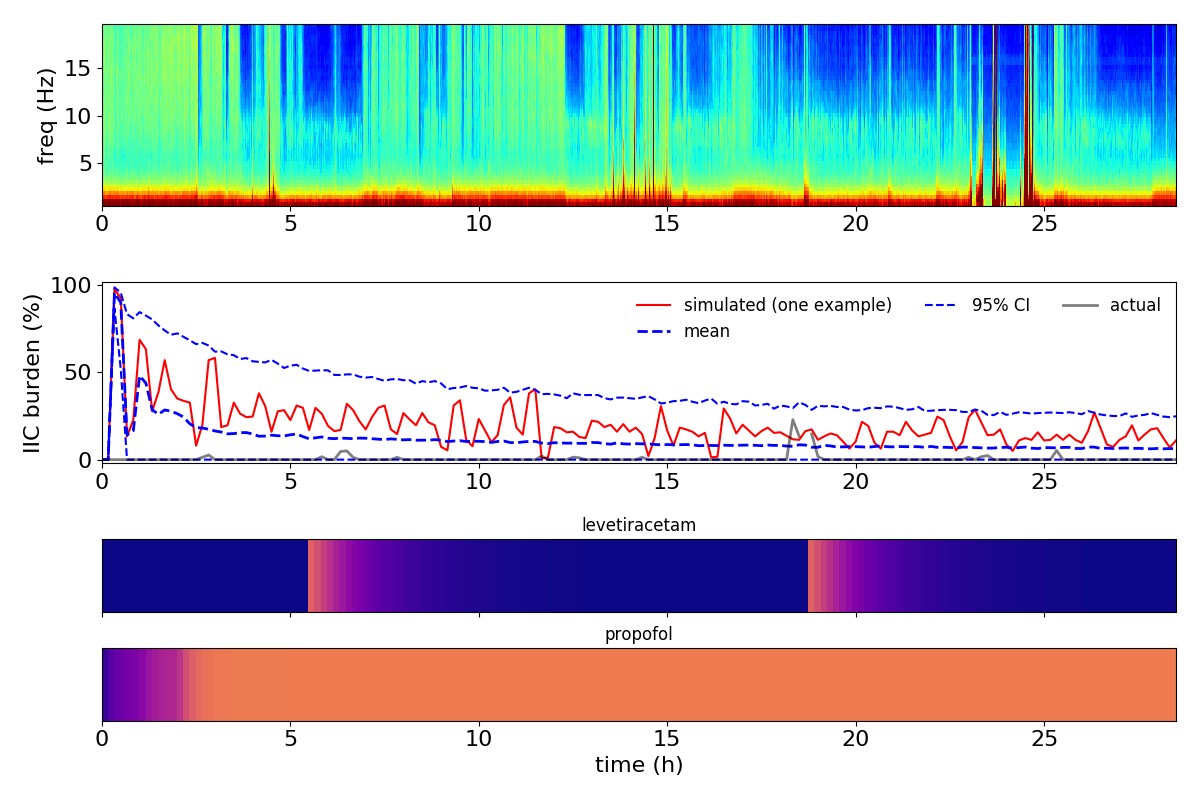 freq (Hz)
15
10
5
0 5 10 15 20 25
IIC burden (%)
100
50
0
simulated (one example)
mean
95% CI
actual
0 5 10 15 20 25
levetiracetam
propofol
0 5 10 15 20 25
time (h)